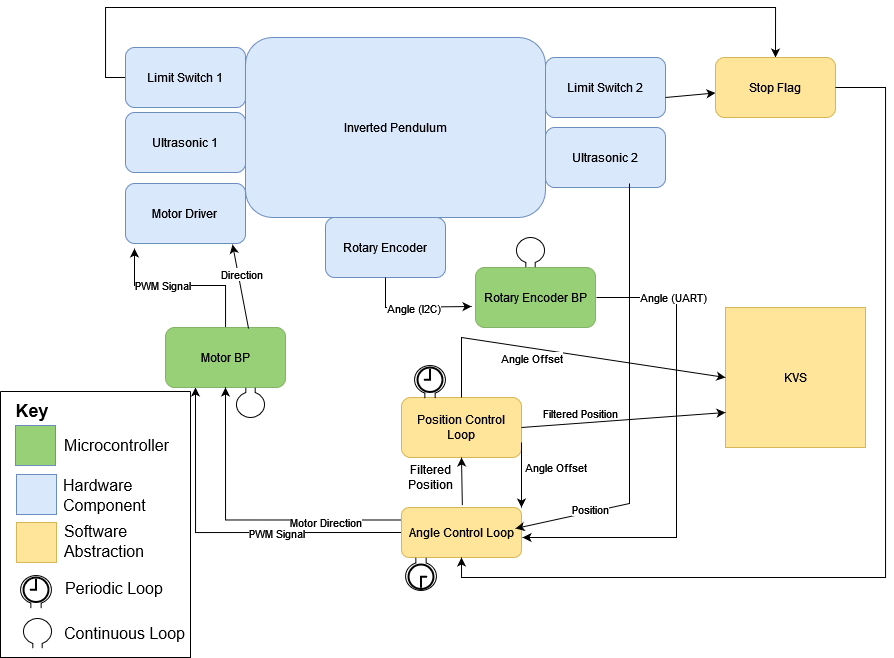 Limit Switch 1
Limit Switch 2
Stop Flag
Inverted Pendulum
Ultrasonic 1
Ultrasonic 2
Motor Driver
Rotary Encoder
Direction
PWM Signal
Rotary Encoder BP
Angle (UART)
Angle (I2C)
Motor BP
Angle Offset
KVS
Key
Position Control
Loop
Filtered Position
Microcontroller
Filtered
Position
Angle Offset
Hardware
Component
Position
Motor Direction
PWM Signal
Angle Control Loop
Software
Abstraction
Periodic Loop
Continuous Loop